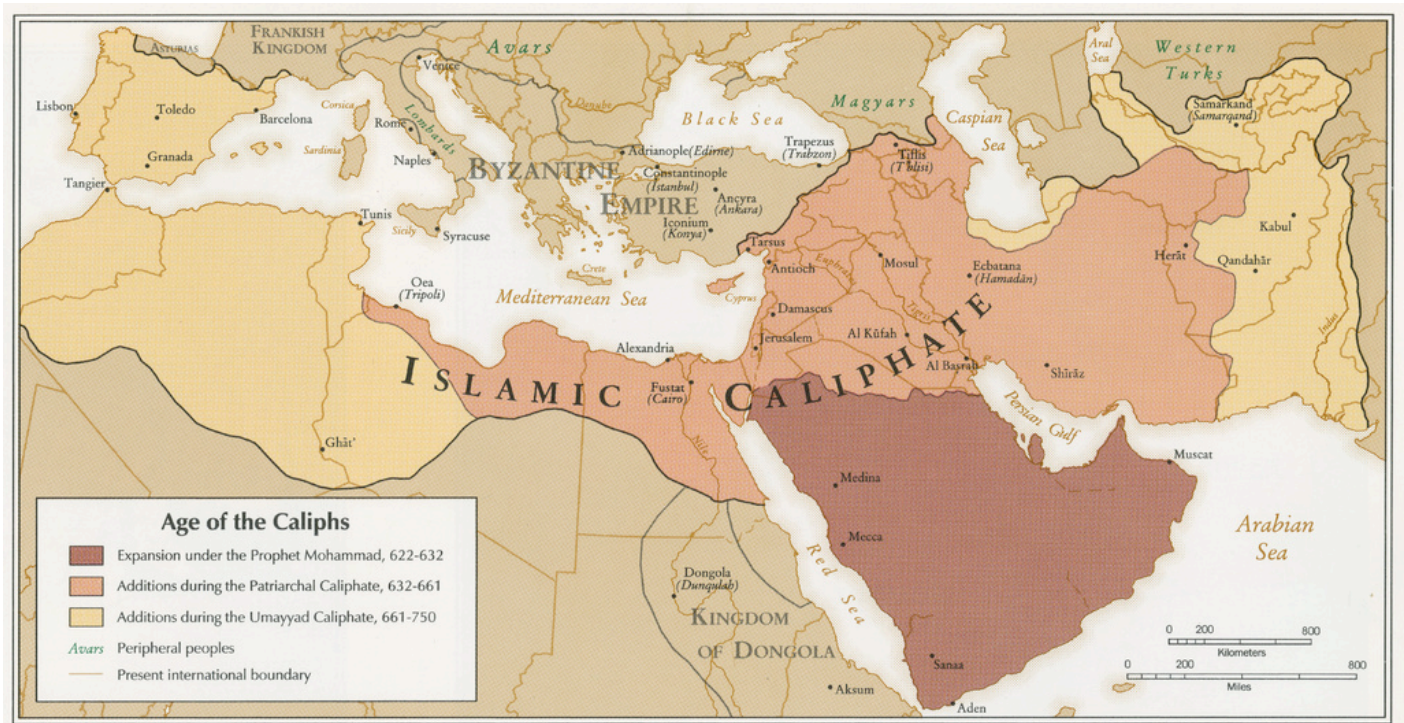 FRANKISH
KINGDOM
ASTURIAS
Avars
Western
Turks
Aral
Sea
Venice
Lisbon
Toledo
Barcelona
Corsica
Rome
Lombards
Danube
Magyars
Black Sea
Caspian
Sea
Samarkand
(Samarqand)
Granada
Sardinia
Naples
Adrianople(Edirne)
Constantinople
(Istanbul)
Trapezus
(Trabzon)
Tiflis
(Tbilisi)
BYZANTINE
EMPIRE
Ancyra
(Ankara)
Iconium
(Konya)
Tangier
Tunis
Sicily
Syracuse
Kabul
Tarsus
Antioch
Euphrates
Mosul
Ecbatana
(Hamadān)
Herāt
Qandahār
Oea
(Tripoli)
Crete
Mediterranean Sea
Cyprus
Damascus
Tigris
Indus
Jerusalem
Al Kūfah
Al Basrah
Shīrāz
Alexandria
ISLAMIC CALIPHATE
Fustat
(Cairo)
Nile
Persian Gulf
Ghāt'
Medina
Muscat
Mecca
Red Sea
Arabian
Sea
Dongola
(Dunqulah)
KINGDOM
OF DONGOLA
Sanaa
Aksum
Aden
Age of the Caliphs
Expansion under the Prophet Mohammad, 622-632
Additions during the Patriarchal Caliphate, 632-661
Additions during the Umayyad Caliphate, 661-750
Avars Peripheral peoples
Present international boundary
0 200 800
Kilometers
0 200 800
Miles